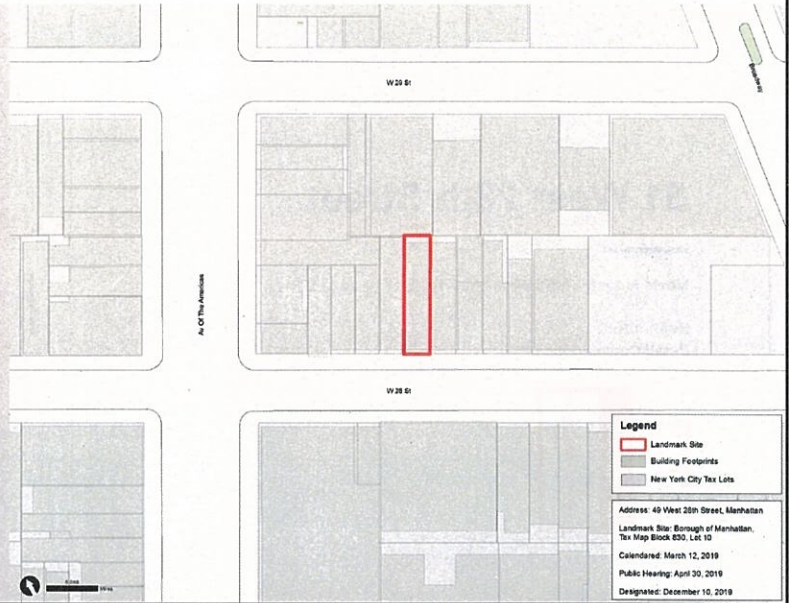 W 29 St
Broadway
Av Of The Americas
W 28 St
Legend
Landmark Site
Building Footprints
New York City Tax Lots
Address: 49 West 28th Street, Manhattan
Landmark Site: Borough of Manhattan,
Tax Map Block 830, Lot 10
Calendared: March 12, 2019
Public Hearing: April 30, 2019
Designated: December 10, 2019